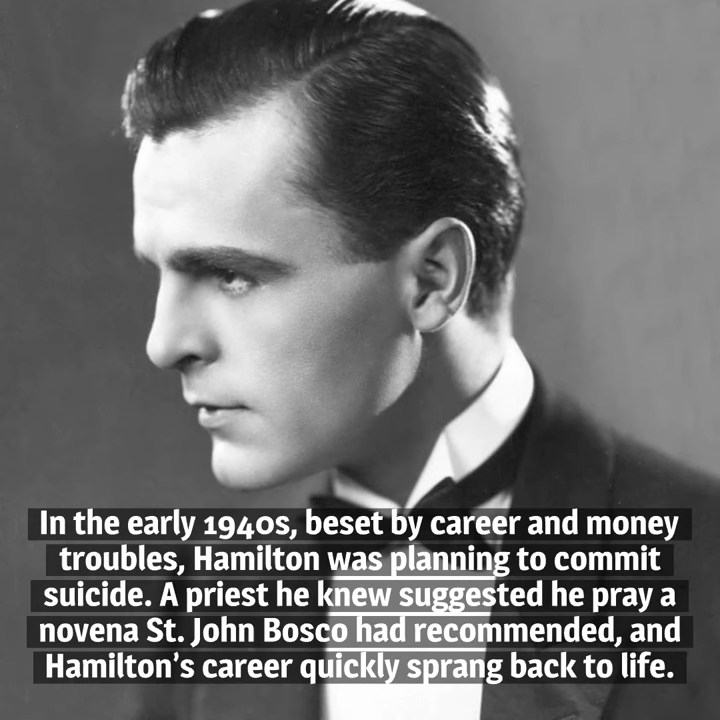 In the early 1940s, beset by career and money
troubles, Hamilton was planning to commit
suicide. A priest he knew suggested he pray a
novena St. John Bosco had recommended, and
Hamilton’s career quickly sprang back to life.